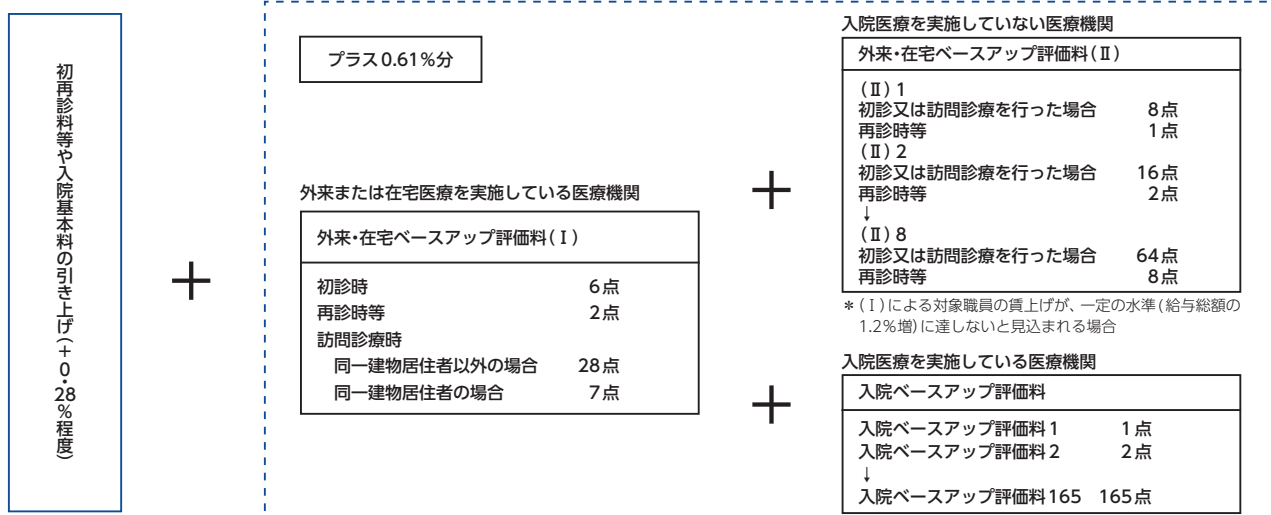 初再診料等や入院基本料の引き上げ(+0・28%程度)
+
プラス0.61%分
外来または在宅医療を実施している医療機関
外来・在宅ベースアップ評価料(Ⅰ)
初診時 6点
再診時等 2点
訪問診療時
同一建物居住者以外の場合 28点
同一建物居住者の場合 7点
+
入院医療を実施していない医療機関
外来・在宅ベースアップ評価料(Ⅱ)
(Ⅱ)1
初診又は訪問診療を行った場合 8点
再診時等 1点
(Ⅱ)2
初診又は訪問診療を行った場合 16点
再診時等 2点
↓
(Ⅱ)8
初診又は訪問診療を行った場合 64点
再診時等 8点
*(Ⅰ)による対象職員の賃上げが、一定の水準(給与総額の
1.2%増)に達しないと見込まれる場合
+
入院医療を実施している医療機関
入院ベースアップ評価料
入院ベースアップ評価料1 1点
入院ベースアップ評価料2 2点
↓
入院ベースアップ評価料165 165点